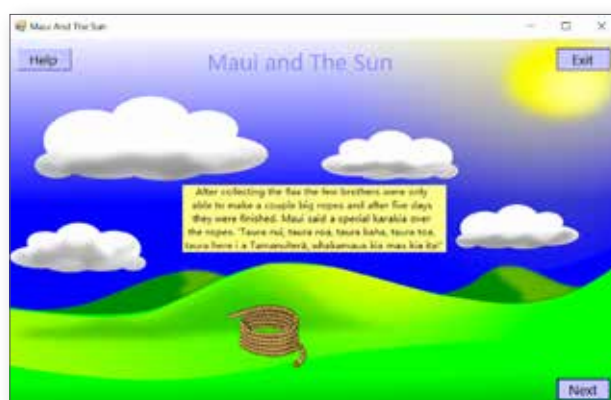 Maui And The Sun
Help
Maui and The Sun
Exit
After collecting the flax the few brothers were only
able to make a couple big ropes and after five days
they were finished. Maui said a special karakia over
the ropes. "Taura nui, taura roa, taura kaha, taura toa,
taura here i a Tamanuiterā, whakamaua kia mau kia ita"
Next